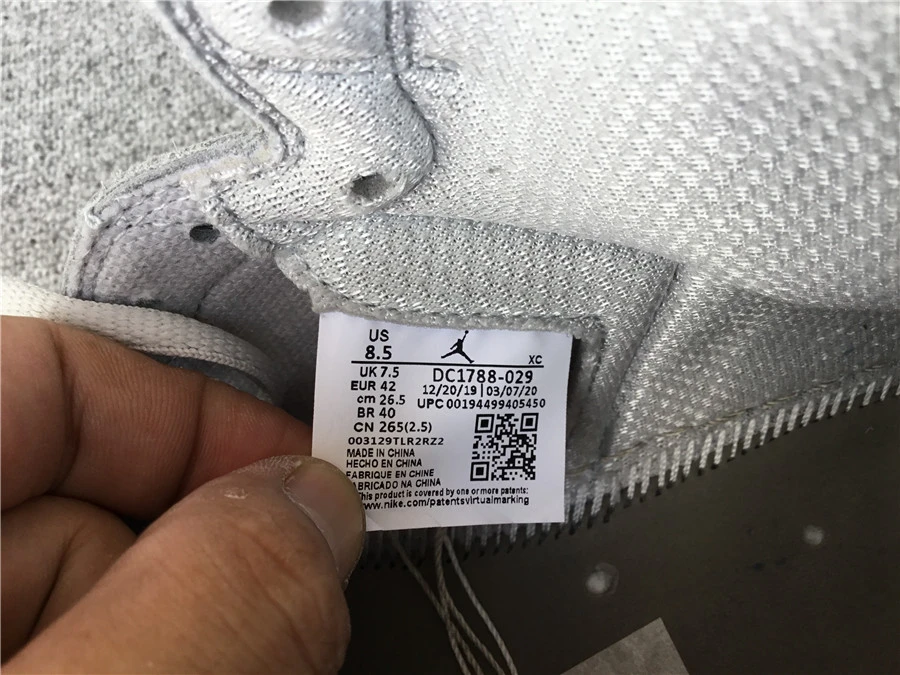 US
8.5
XC
UK 7.5
DC1788-029
EUR 42
12/20/19 | 03/07/20
cm 26.5
UPC 00194499405450
BR 40
CN 265(2.5)
003129TLR2RZ2
MADE IN CHINA
HECHO EN CHINA
FABRIQUE EN CHINE
FABRICADO NA CHINA
This product is covered by one or more patents:
www.nike.com/patentsvirtualmarking